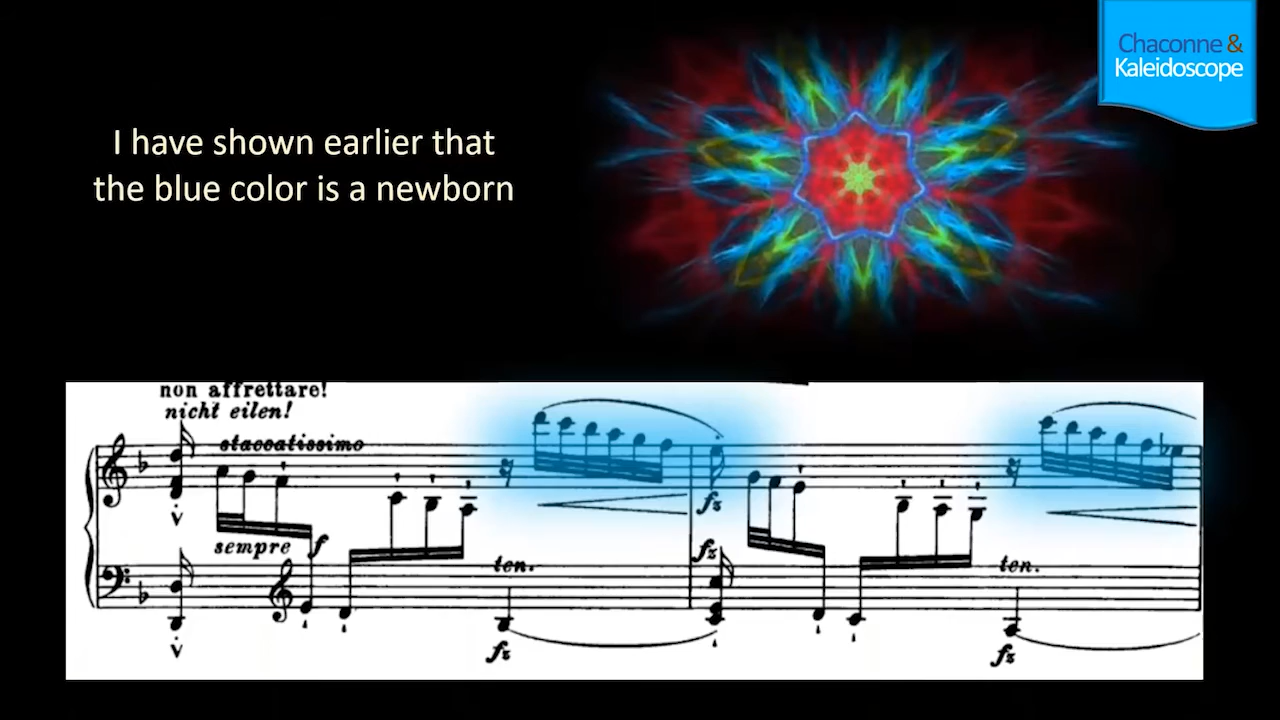 Chaconne &
Kaleidoscope
I have shown earlier that
the blue color is a newborn
non affrettare!
nicht eilen!
staccatissimo
fz
sempre f
fz
ten.
ten.
fz
fz